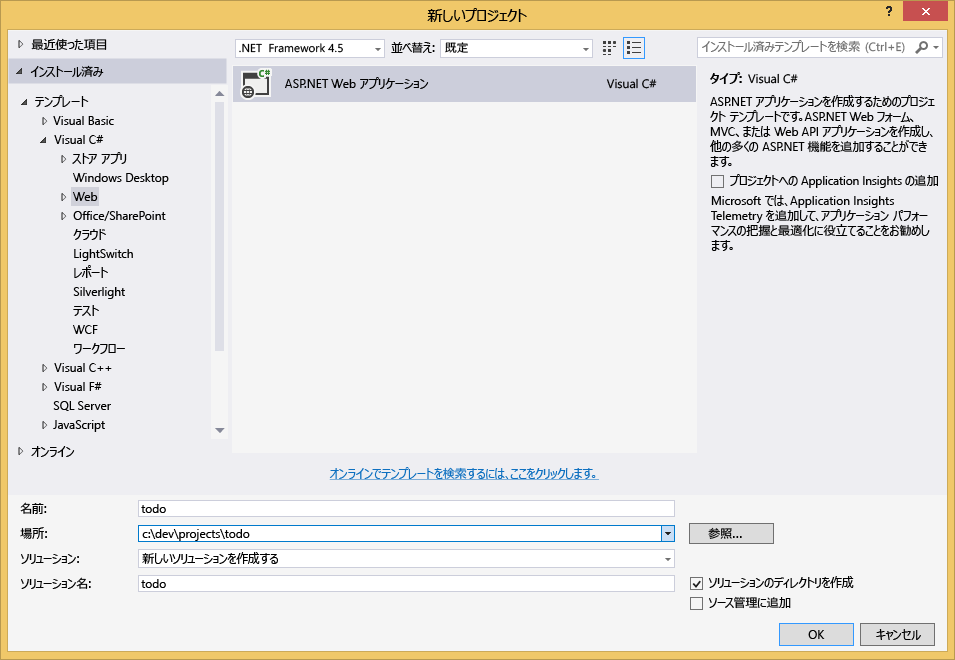 新しいプロジェクト
?
最近使った項目
インストール済み
テンプレート
Visual Basic
Visual C#
ストア アプリ
Windows Desktop
Web
Office/SharePoint
クラウド
LightSwitch
レポート
Silverlight
テスト
WCF
ワークフロー
Visual C++
Visual F#
SQL Server
JavaScript
オンライン
.NET Framework 4.5
並べ替え:
既定
C#
ASP.NET Web アプリケーション
Visual C#
オンラインでテンプレートを検索するには、ここをクリックします。
インストール済みテンプレートを検索 (Ctrl+E)
タイプ: Visual C#
ASP.NET アプリケーションを作成するためのプロジェ
クト テンプレートです。ASP.NET Web フォーム、
MVC、または Web API アプリケーションを作成し、
他の多くの ASP.NET 機能を追加することができ
ます。
プロジェクトへの Application Insights の追加
Microsoft では、Application Insights
Telemetry を追加して、アプリケーション パフォー
マンスの把握と最適化に役立てることをお勧めし
ます。
名前:
todo
場所:
c:\dev\projects\todo
参照...
ソリューション:
新しいソリューションを作成する
ソリューション名:
todo
ソリューションのディレクトリを作成
ソース管理に追加
OK
キャンセル